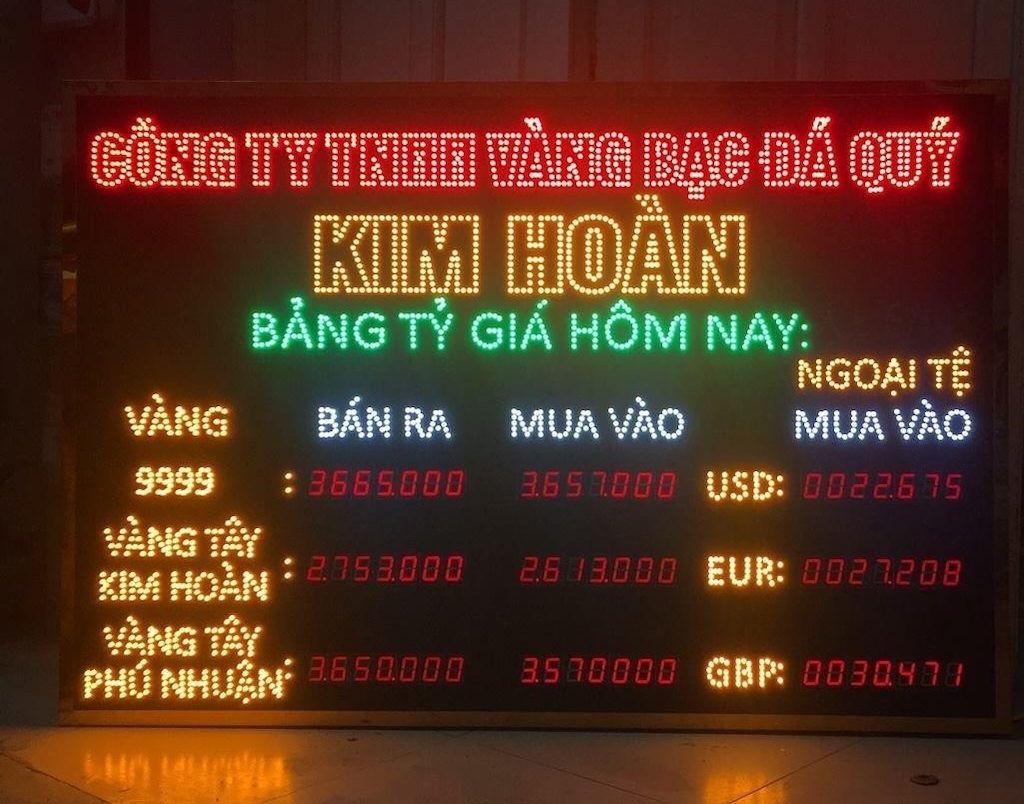 CÔNG TY TNHH VÀNG BẠC ĐÁ QUÝ
KIM HOÀN
BẢNG TỶ GIÁ HÔM NAY:
NGOẠI TỆ
VÀNG BÁN RA MUA VÀO MUA VÀO
9999 : 3665.000 3.657.000 USD: 0022.675
VÀNG TÂY
KIM HOÀN : 2.753.000 2.613.000 EUR: 0027.208
VÀNG TÂY
PHÚ NHUẬN: 3.650.000 3.570000 GBP: 0030.471